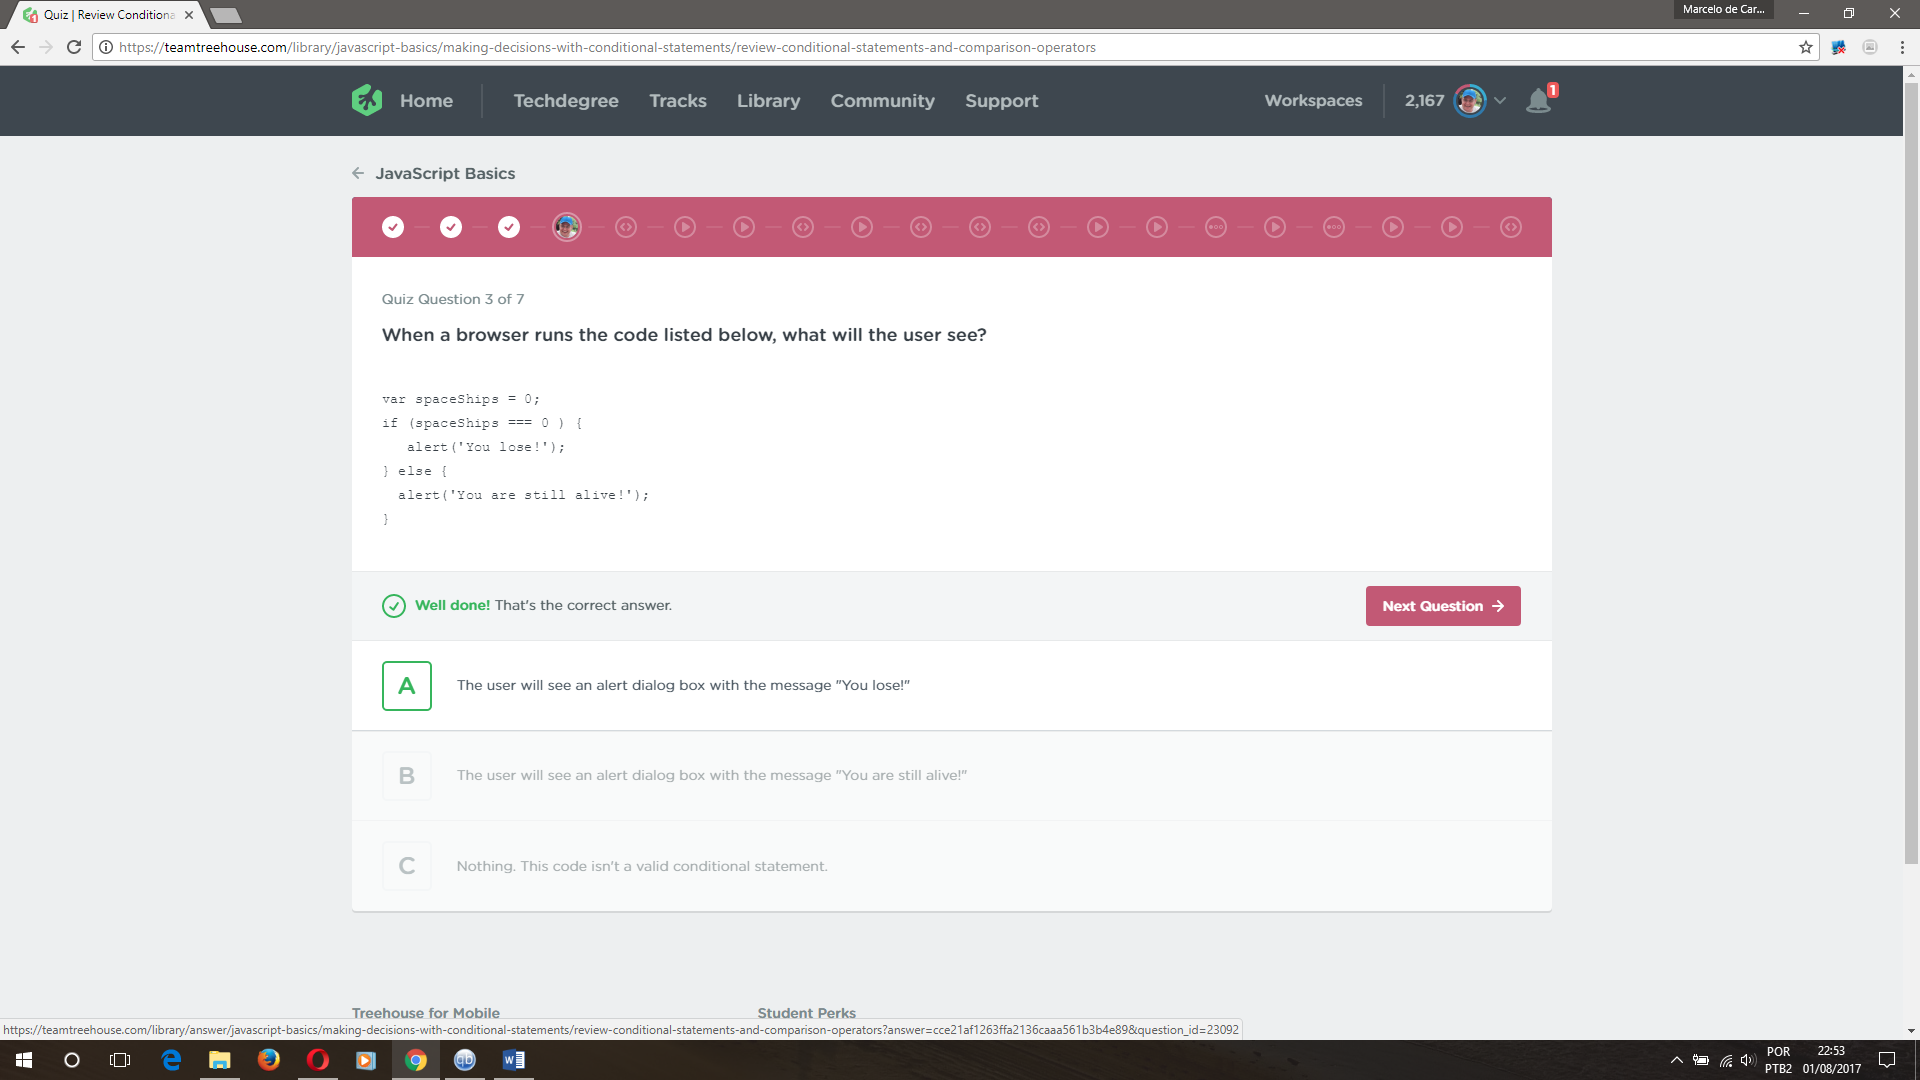 Quiz | Review Conditiona
Marcelo de Car...
https://teamtreehouse.com/library/javascript-basics/making-decisions-with-conditional-statements/review-conditional-statements-and-comparison-operators
Home
Techdegree
Tracks
Library
Community
Support
Workspaces
2,167
1
JavaScript Basics
Quiz Question 3 of 7
When a browser runs the code listed below, what will the user see?
var spaceShips = 0;
if (spaceShips === 0 ) {
alert('You lose!');
} else {
alert('You are still alive!');
}
Well done! That's the correct answer.
Next Question
A
The user will see an alert dialog box with the message "You lose!"
B
The user will see an alert dialog box with the message "You are still alive!"
C
Nothing. This code isn't a valid conditional statement.
Treehouse for Mobile
Student Perks
https://teamtreehouse.com/library/answer/javascript-basics/making-decisions-with-conditional-statements/review-conditional-statements-and-comparison-operators?answer=cce21af1263ffa2136caaa561b3b4e89&question_id=23092
POR
PTB2
22:53
01/08/2017